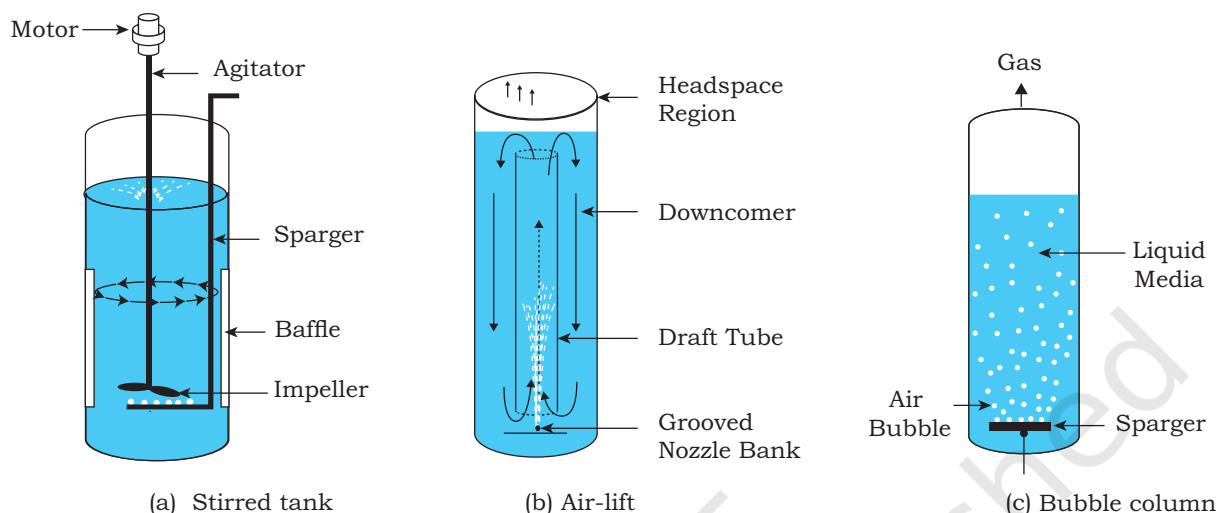 Motor
Agitator
Sparger
Baffle
Impeller
(a) Stirred tank
Headspace
Region
Downcomer
Draft Tube
Grooved
Nozzle Bank
(b) Air-lift
Gas
Liquid
Media
Air
Bubble
Sparger
(c) Bubble column
shed